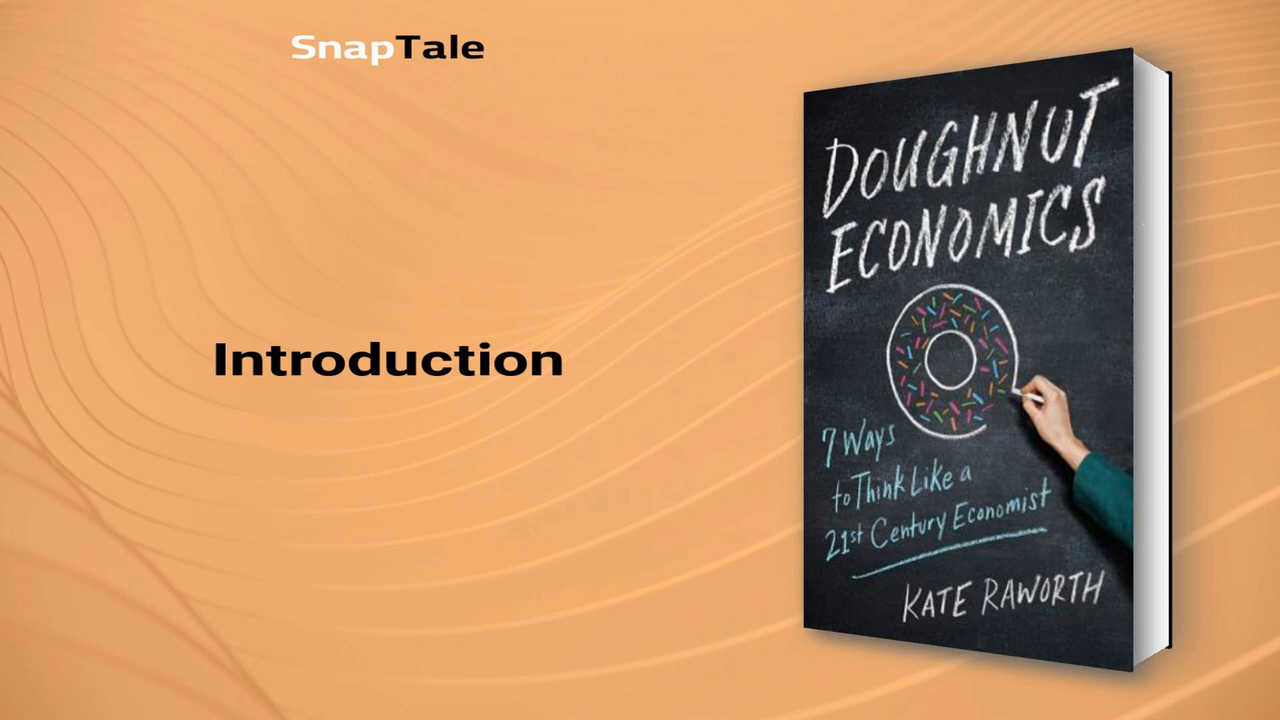 SnapTale
Introduction
DOUGHNUT
ECONOMICS
7 Ways
to Think Like a
21st Century Economist
KATE RAWORTH